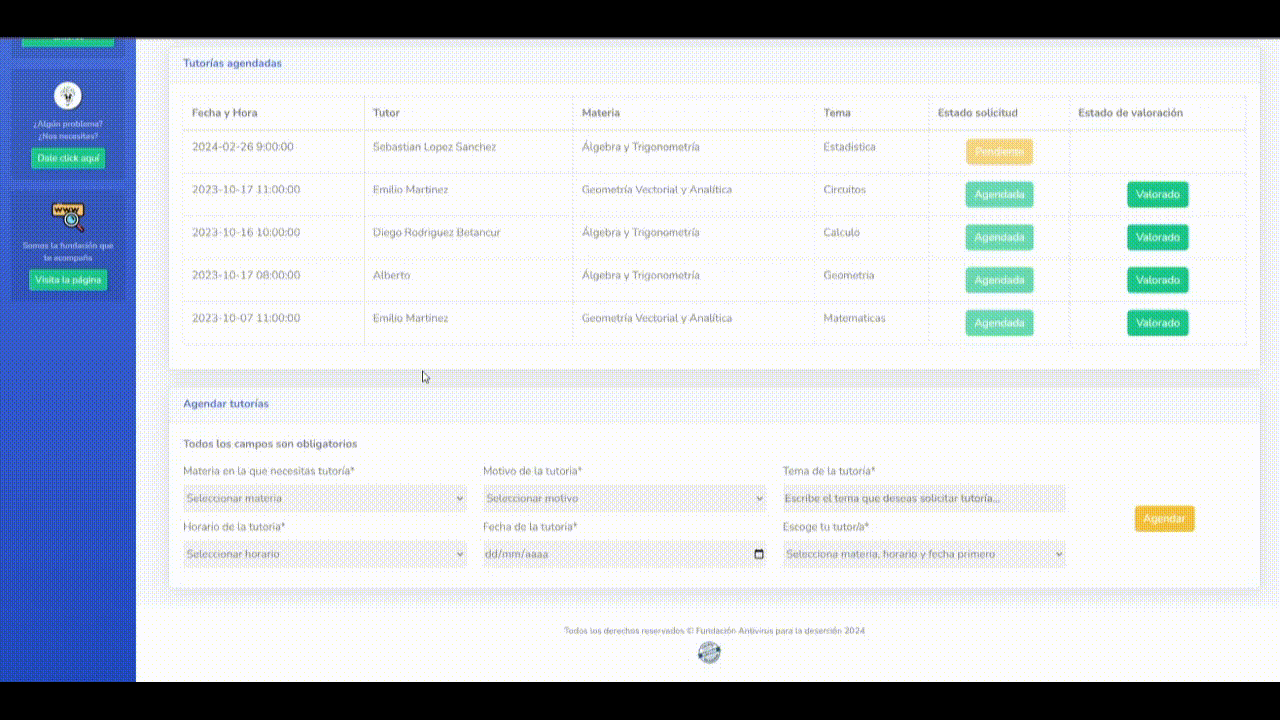 ¿Algún problema?
¿Nos necesitas?
Dale click aquí
Somos la fundación que
te acompaña
Visita la página
Tutorías agendadas
Fecha y Hora Tutor Materia Tema Estado solicitud Estado de valoración
2024-02-26 9:00:00 Sebastian Lopez Sanchez Álgebra y Trigonometría Estadistica Pendiente
2023-10-17 11:00:00 Emilio Martinez Geometría Vectorial y Analítica Circuitos Agendada Valorado
2023-10-16 10:00:00 Diego Rodriguez Betancur Álgebra y Trigonometría Calculo Agendada Valorado
2023-10-17 08:00:00 Alberto Álgebra y Trigonometría Geometria Agendada Valorado
2023-10-07 11:00:00 Emilio Martinez Geometría Vectorial y Analítica Matematicas Agendada Valorado
Agendar tutorías
Todos los campos son obligatorios
Materia en la que necesitas tutoría* Motivo de la tutoria* Tema de la tutoría*
Seleccionar materia Seleccionar motivo Escribe el tema que deseas solicitar tutoría...
Agendar
Horario de la tutoria* Fecha de la tutoria* Escoge tu tutor/a*
Seleccionar horario dd/mm/aaaa Selecciona materia, horario y fecha primero
Todos los derechos reservados © Fundación Antivirus para la deserción 2024